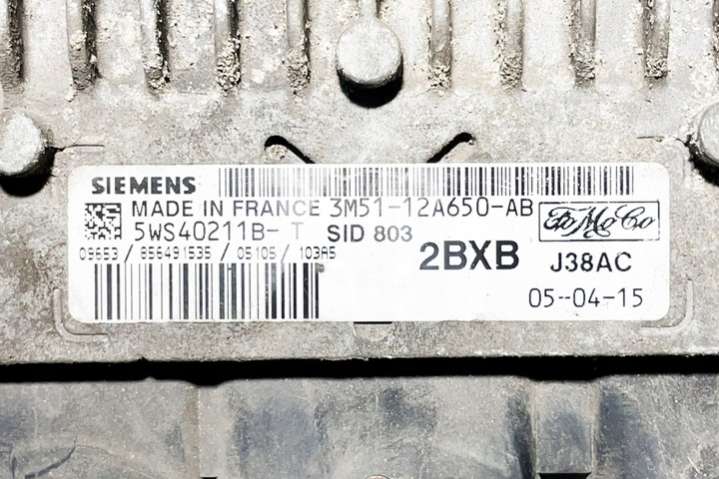 SIEMENS
MADE IN FRANCE 3M51-12A650-AB
5WS40211B-T SID 803
FoMoCo
09653/856491535/05105/103A5
2BXB J38AC
05--04-15